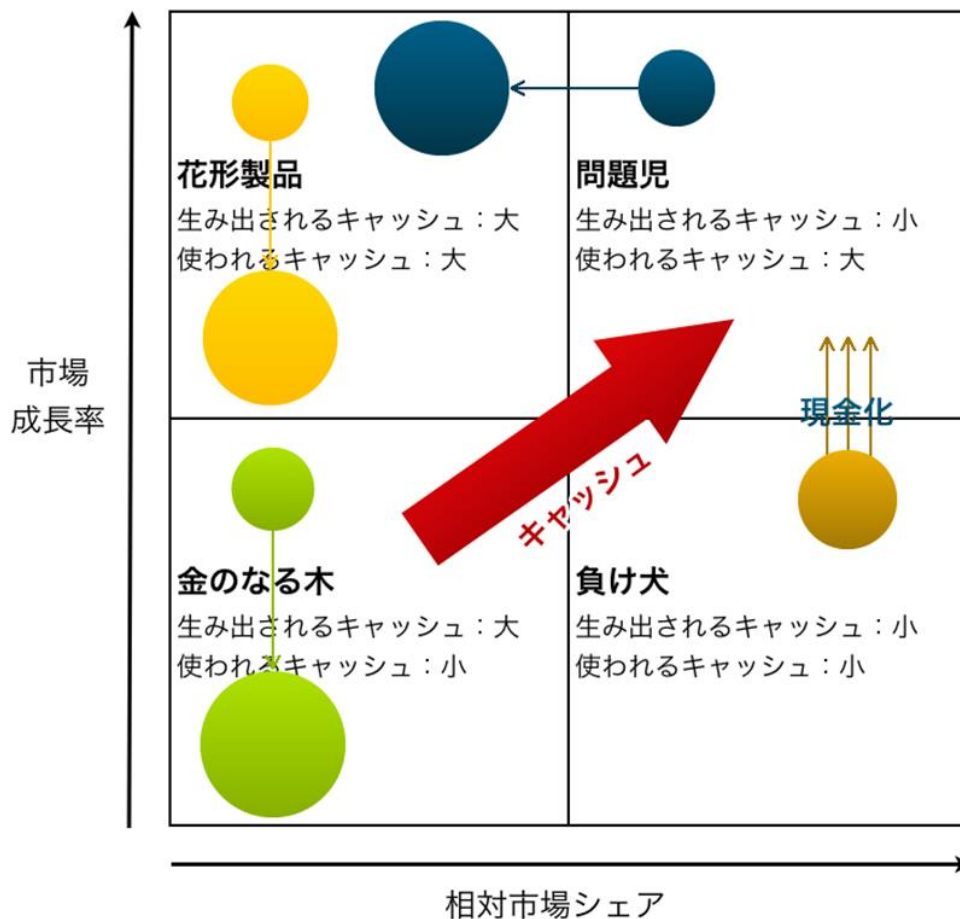 花形製品
生み出されるキャッシュ：大
使われるキャッシュ：大
問題児
生み出されるキャッシュ：小
使われるキャッシュ：大
市場
成長率
現金化
キャッシュ
金のなる木
生み出されるキャッシュ：大
使われるキャッシュ：小
負け犬
生み出されるキャッシュ：小
使われるキャッシュ：小
相対市場シェア